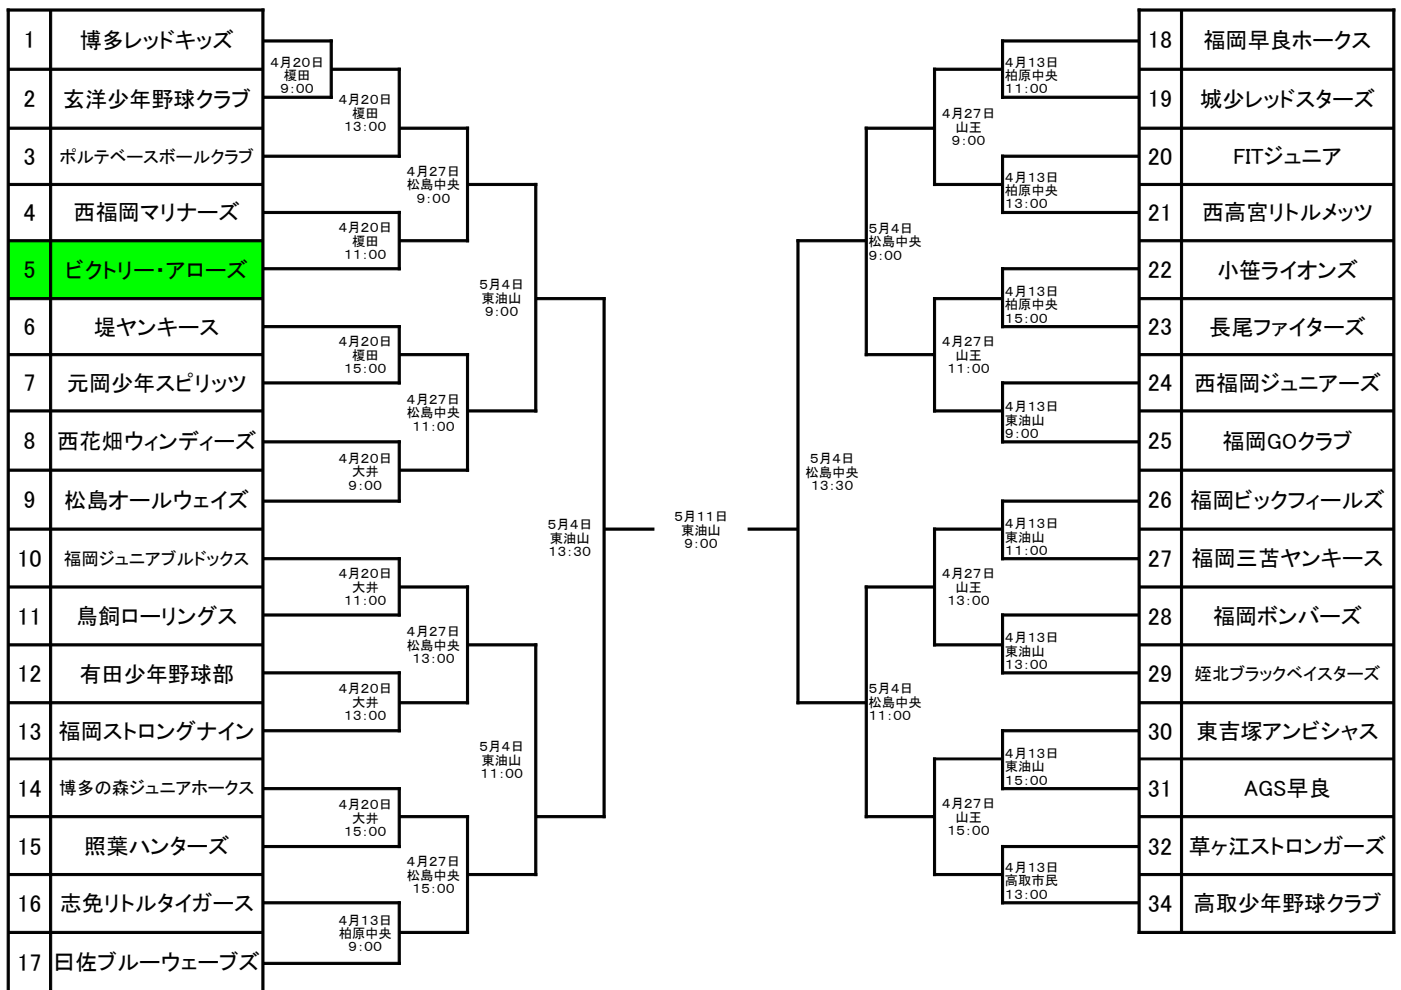 1 博多レッドキッズ
2 玄洋少年野球クラブ
3 ポルテベースボールクラブ
4 西福岡マリナーズ
5 ビクトリー・アローズ
6 堤ヤンキース
7 元岡少年スピリッツ
8 西花畑ウィンディーズ
9 松島オールウェイズ
10 福岡ジュニアブルドックス
11 鳥飼ローリングス
12 有田少年野球部
13 福岡ストロングナイン
14 博多の森ジュニアホークス
15 照葉ハンターズ
16 志免リトルタイガース
17 曰佐ブルーウェーブズ
4月20日
榎田
9:00
4月20日
榎田
13:00
4月20日
榎田
11:00
4月20日
榎田
15:00
4月20日
大井
9:00
4月20日
大井
11:00
4月20日
大井
13:00
4月20日
大井
15:00
4月13日
柏原中央
9:00
4月27日
松島中央
9:00
4月27日
松島中央
11:00
4月27日
松島中央
13:00
4月27日
松島中央
15:00
5月4日
東油山
9:00
5月4日
東油山
11:00
5月4日
東油山
13:30
5月11日
東油山
9:00
5月4日
松島中央
13:30
5月4日
松島中央
9:00
5月4日
松島中央
11:00
4月27日
山王
9:00
4月27日
山王
11:00
4月27日
山王
13:00
4月27日
山王
15:00
4月13日
柏原中央
11:00
4月13日
柏原中央
13:00
4月13日
柏原中央
15:00
4月13日
東油山
9:00
4月13日
東油山
11:00
4月13日
東油山
13:00
4月13日
東油山
15:00
4月13日
高取市民
13:00
18 福岡早良ホークス
19 城少レッドスターズ
20 FITジュニア
21 西高宮リトルメッツ
22 小笹ライオンズ
23 長尾ファイターズ
24 西福岡ジュニアーズ
25 福岡GOクラブ
26 福岡ビックフィールズ
27 福岡三苫ヤンキース
28 福岡ボンバーズ
29 姪北ブラックベイスターズ
30 東吉塚アンビシャス
31 AGS早良
32 草ヶ江ストロンガーズ
34 高取少年野球クラブ